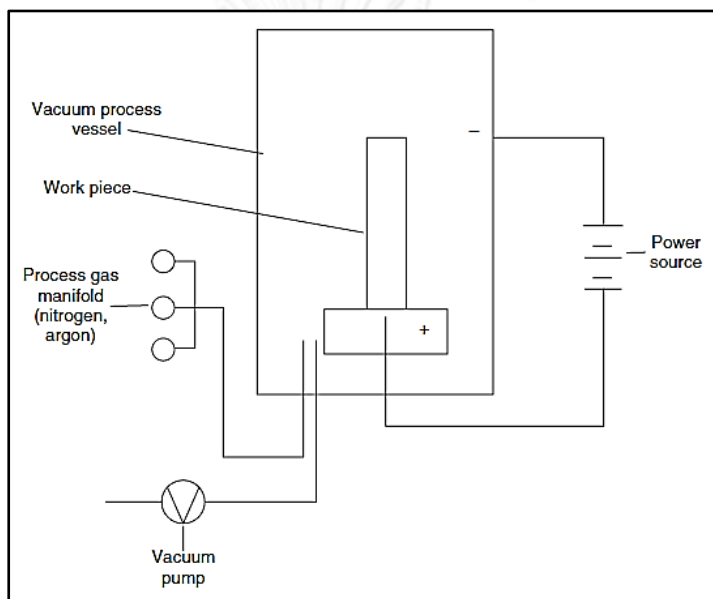 Vacuum process
vessel
−
Work piece
Power
source
Process gas
manifold
(nitrogen,
argon)
+
Vacuum
pump